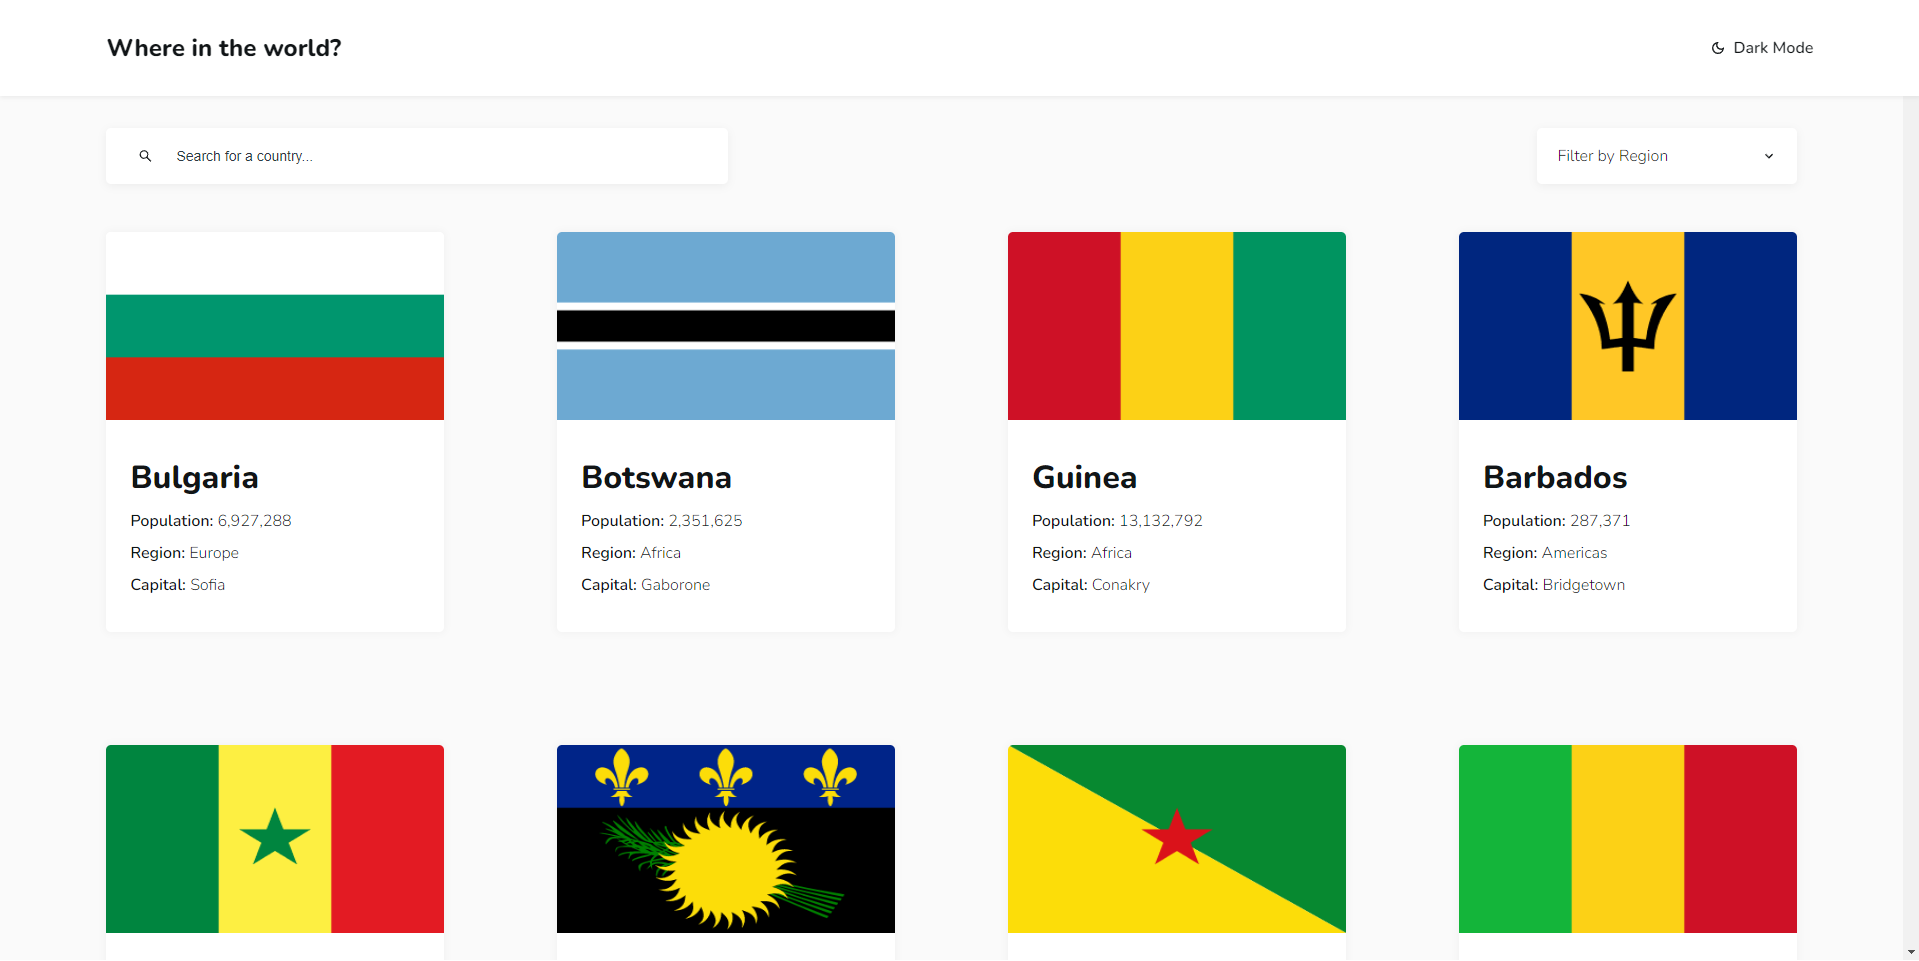 Where in the world?
Dark Mode
Search for a country...
Filter by Region
Bulgaria
Population: 6,927,288
Region: Europe
Capital: Sofia
Botswana
Population: 2,351,625
Region: Africa
Capital: Gaborone
Guinea
Population: 13,132,792
Region: Africa
Capital: Conakry
Barbados
Population: 287,371
Region: Americas
Capital: Bridgetown